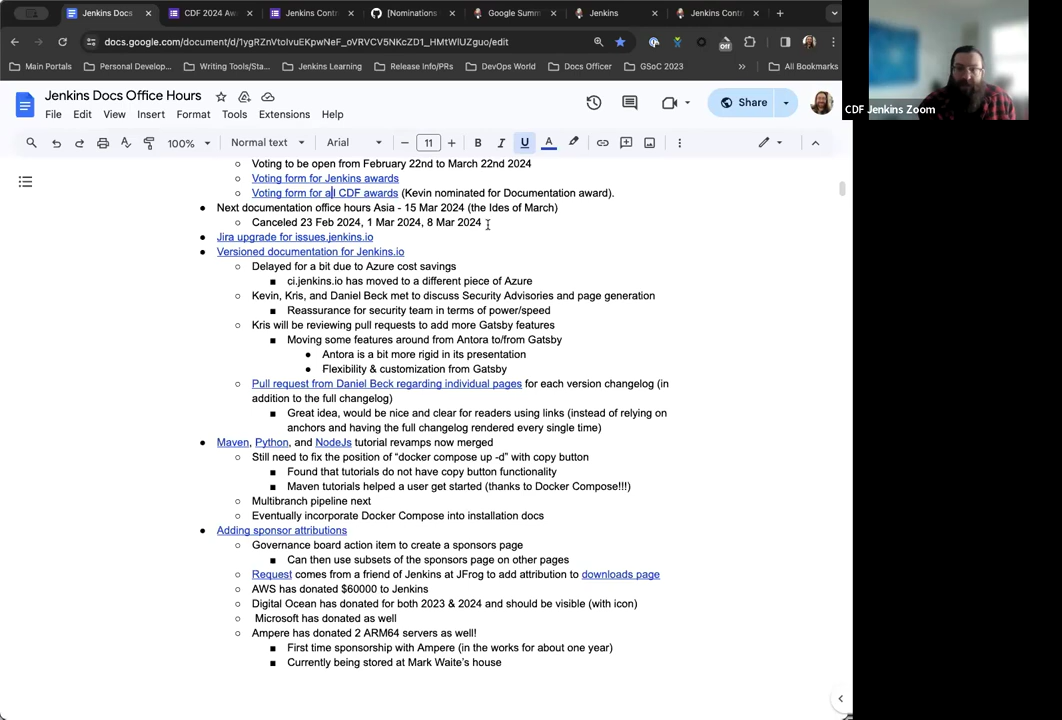 Jenkins Docs
CDF 2024 Awa
Jenkins Contr
[Nominations
Google Summ
Jenkins
Jenkins Contr
docs.google.com/document/d/1ygRZnVtoIvuEKpwNeF_oVRVCV5NKcZD1_HMtWlUZguo/edit
Off
Main Portals
Personal Develop...
Writing Tools/Sta...
Jenkins Learning
Release Info/PRs
DevOps World
Docs Officer
GSoC 2023
All Bookmarks
Jenkins Docs Office Hours
File Edit View Insert Format Tools Extensions Help
Share
CDF Jenkins Zoom
100% Normal text Arial 11 B I U A
Voting to be open from February 22nd to March 22nd 2024
Voting form for Jenkins awards
Voting form for all CDF awards (Kevin nominated for Documentation award).
Next documentation office hours Asia - 15 Mar 2024 (the Ides of March)
Canceled 23 Feb 2024, 1 Mar 2024, 8 Mar 2024
Jira upgrade for issues.jenkins.io
Versioned documentation for Jenkins.io
Delayed for a bit due to Azure cost savings
ci.jenkins.io has moved to a different piece of Azure
Kevin, Kris, and Daniel Beck met to discuss Security Advisories and page generation
Reassurance for security team in terms of power/speed
Kris will be reviewing pull requests to add more Gatsby features
Moving some features around from Antora to/from Gatsby
Antora is a bit more rigid in its presentation
Flexibility & customization from Gatsby
Pull request from Daniel Beck regarding individual pages for each version changelog (in
addition to the full changelog)
Great idea, would be nice and clear for readers using links (instead of relying on
anchors and having the full changelog rendered every single time)
Maven, Python, and NodeJs tutorial revamps now merged
Still need to fix the position of "docker compose up -d" with copy button
Found that tutorials do not have copy button functionality
Maven tutorials helped a user get started (thanks to Docker Compose!!!)
Multibranch pipeline next
Eventually incorporate Docker Compose into installation docs
Adding sponsor attributions
Governance board action item to create a sponsors page
Can then use subsets of the sponsors page on other pages
Request comes from a friend of Jenkins at JFrog to add attribution to downloads page
AWS has donated $60000 to Jenkins
Digital Ocean has donated for both 2023 & 2024 and should be visible (with icon)
Microsoft has donated as well
Ampere has donated 2 ARM64 servers as well!
First time sponsorship with Ampere (in the works for about one year)
Currently being stored at Mark Waite's house